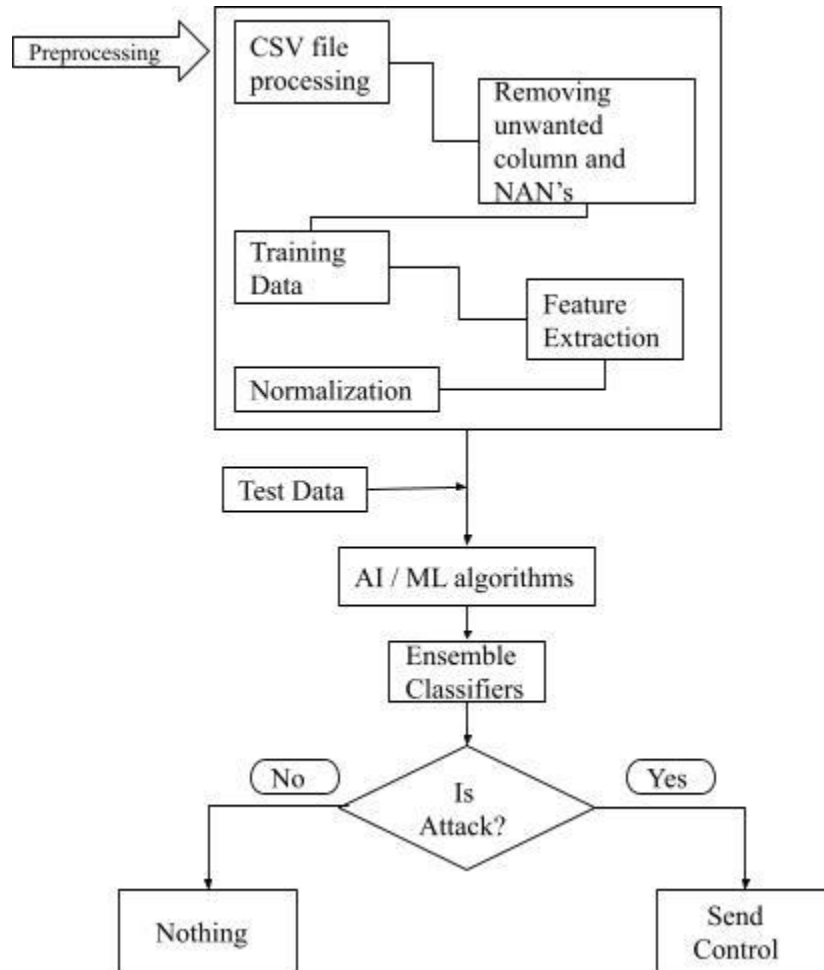 Preprocessing
CSV file
processing
Removing
unwanted
column and
NAN’s
Training
Data
Feature
Extraction
Normalization
Test Data
AI / ML algorithms
Ensemble
Classifiers
No
Yes
Is
Attack?
Nothing
Send
Control